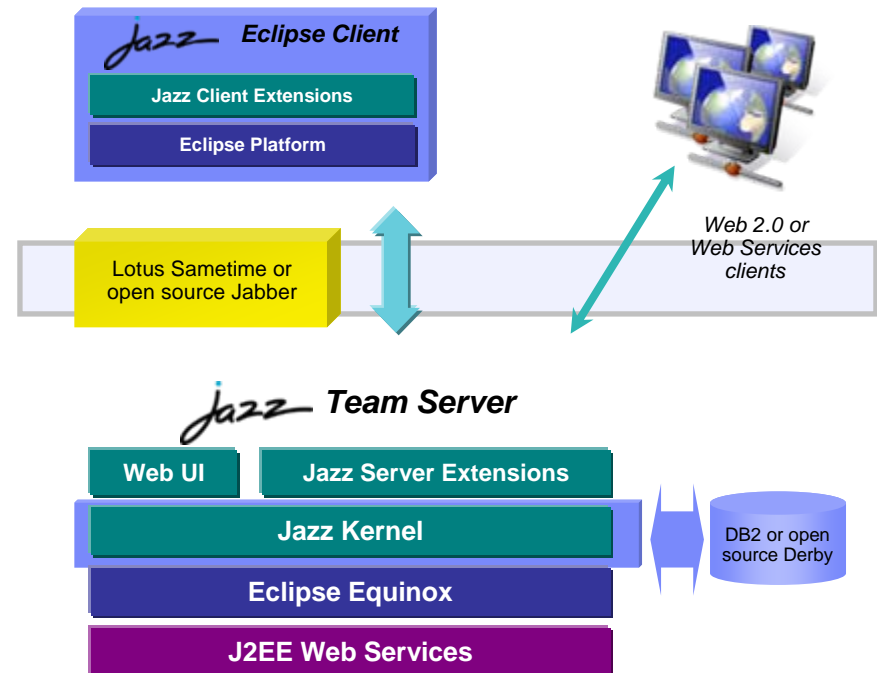 jazz Eclipse Client
Jazz Client Extensions
Eclipse Platform
Web 2.0 or
Web Services
clients
Lotus Sametime or
open source Jabber
jazz Team Server
Web UI
Jazz Server Extensions
Jazz Kernel
DB2 or open
source Derby
Eclipse Equinox
J2EE Web Services